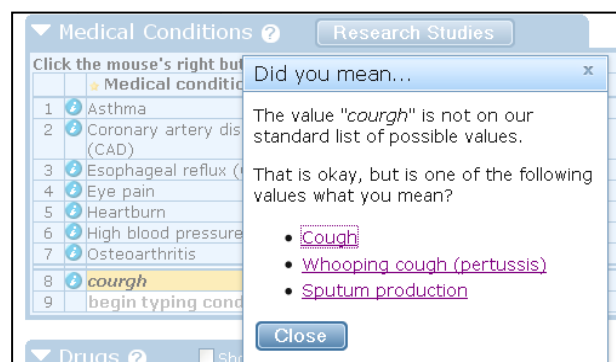 Medical Conditions ?
Research Studies
Click the mouse's right but
Medical conditio
1 Asthma
2 Coronary artery dis
(CAD)
3 Esophageal reflux (
4 Eye pain
5 Heartburn
6 High blood pressure
7 Osteoarthritis
8 courgh
9 begin typing cond
Drugs ?
Sho
Did you mean... x
The value "courgh" is not on our
standard list of possible values.
That is okay, but is one of the following
values what you mean?
• Cough
• Whooping cough (pertussis)
• Sputum production
Close